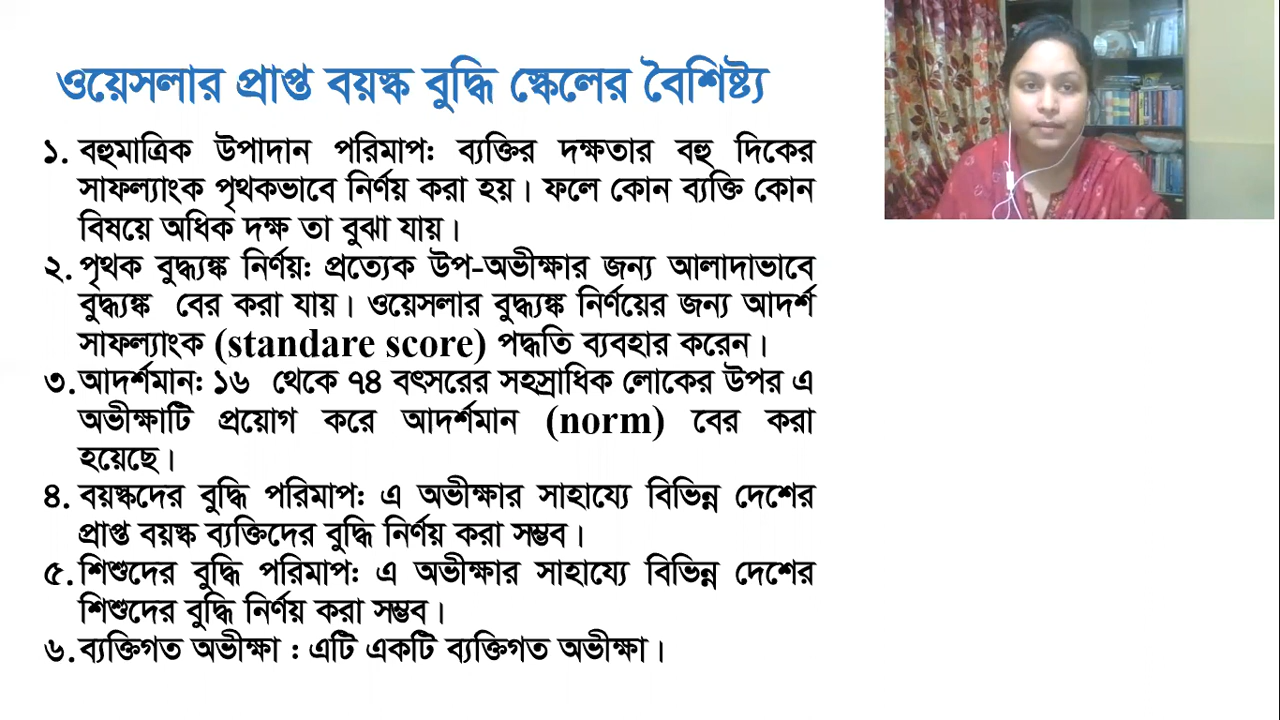 ওয়েসলার প্রাপ্ত বয়স্ক বুদ্ধি স্কেলের বৈশিষ্ট্য
১. বহুমাত্রিক উপাদান পরিমাপ: ব্যক্তির দক্ষতার বহু দিকের
সাফল্যাংক পৃথকভাবে নির্ণয় করা হয়। ফলে কোন ব্যক্তি কোন
বিষয়ে অধিক দক্ষ তা বুঝা যায়।
২. পৃথক বুদ্ধ্যঙ্ক নির্ণয়: প্রত্যেক উপ-অভীক্ষার জন্য আলাদাভাবে
বুদ্ধ্যঙ্ক বের করা যায়। ওয়েসলার বুদ্ধ্যঙ্ক নির্ণয়ের জন্য আদর্শ
সাফল্যাংক (standare score) পদ্ধতি ব্যবহার করেন।
৩. আদর্শমান: ১৬ থেকে ৭৪ বৎসরের সহস্রাধিক লোকের উপর এ
অভীক্ষাটি প্রয়োগ করে আদর্শমান (norm) বের করা
হয়েছে।
৪. বয়স্কদের বুদ্ধি পরিমাপ: এ অভীক্ষার সাহায্যে বিভিন্ন দেশের
প্রাপ্ত বয়স্ক ব্যক্তিদের বুদ্ধি নির্ণয় করা সম্ভব।
৫. শিশুদের বুদ্ধি পরিমাপ: এ অভীক্ষার সাহায্যে বিভিন্ন দেশের
শিশুদের বুদ্ধি নির্ণয় করা সম্ভব।
৬. ব্যক্তিগত অভীক্ষা : এটি একটি ব্যক্তিগত অভীক্ষা।